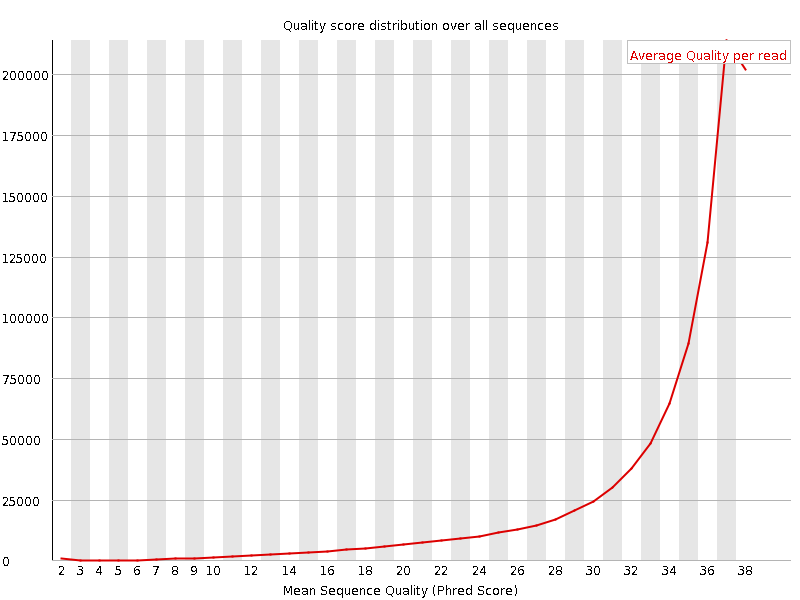 Quality score distribution over all sequences
Average Quality per read
200000
175000
150000
125000
100000
75000
50000
25000
0
2 3 4 5 6 7 8 9 10 12 14 16 18 20 22 24 26 28 30 32 34 36 38
Mean Sequence Quality (Phred Score)